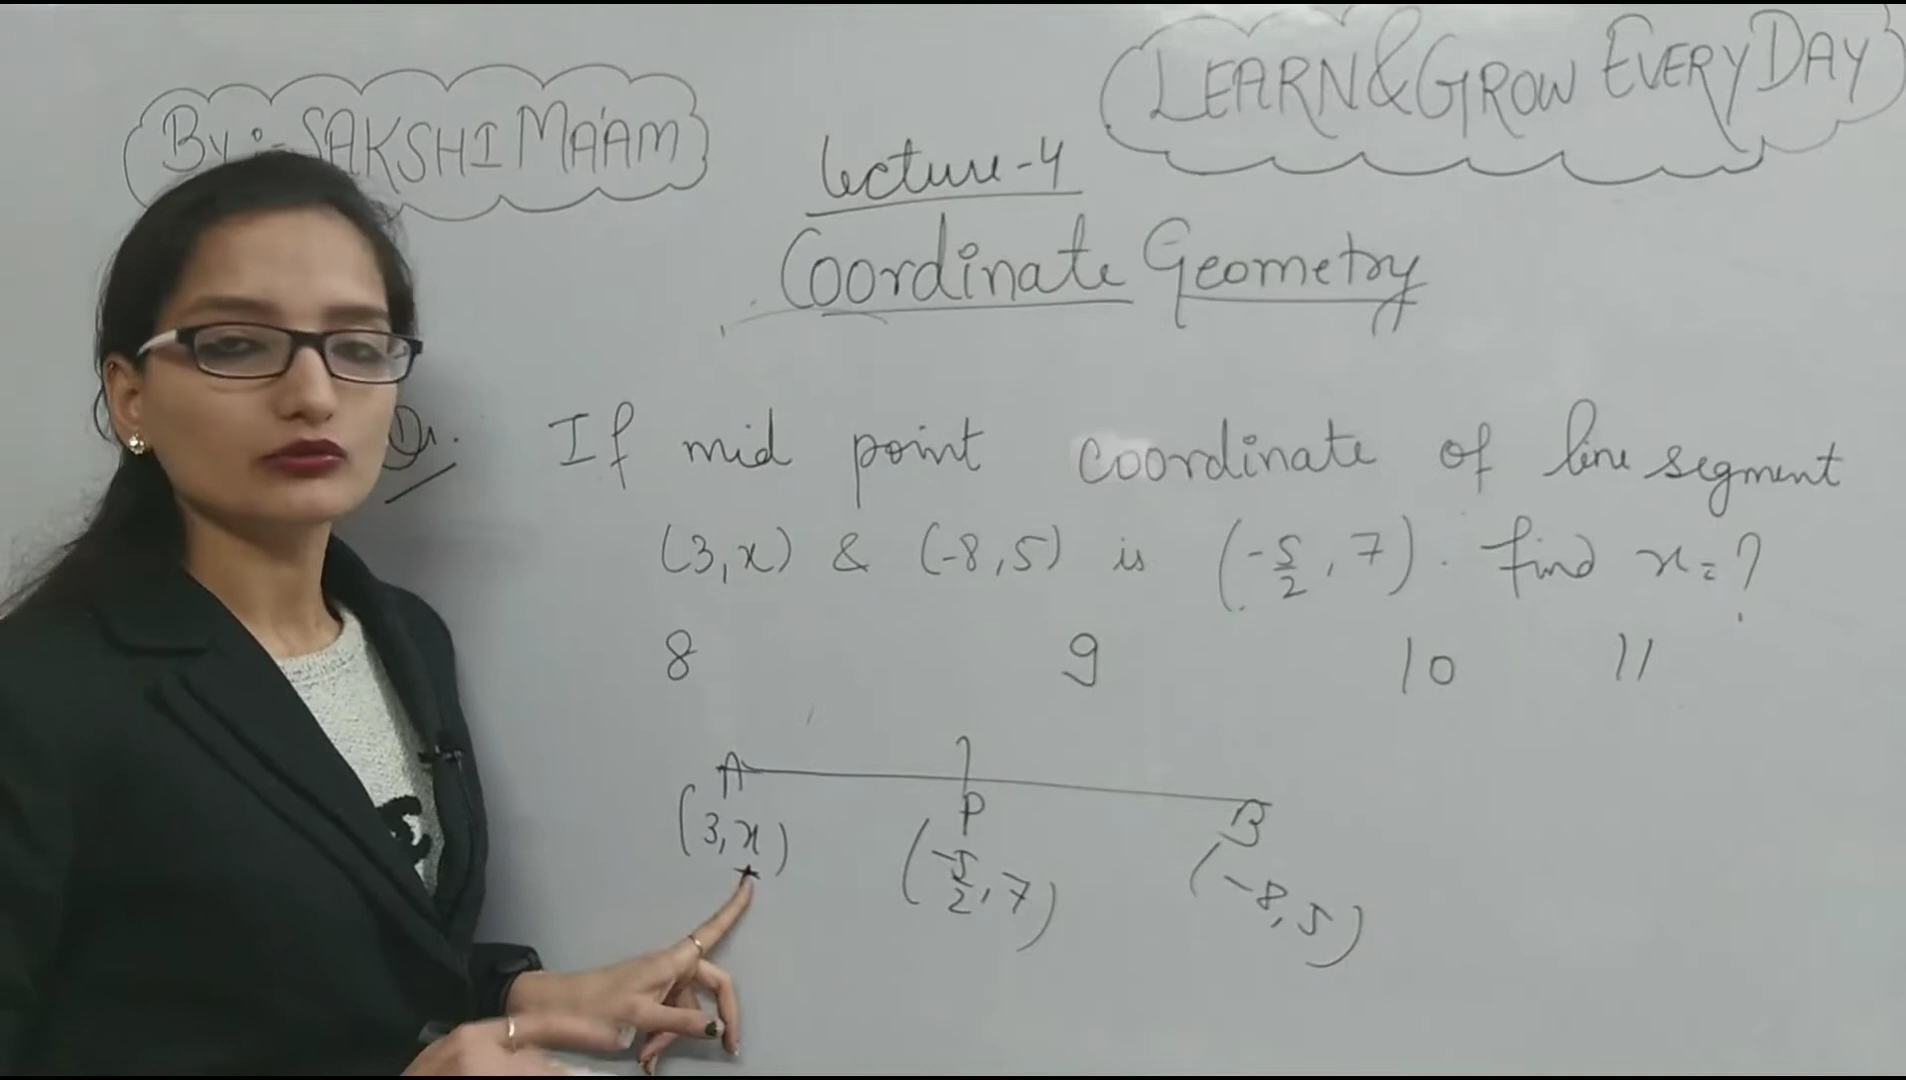 By:- SAKSHI MA'AM
LEARN & GROW EVERY DAY
Lecture-4
Coordinate Geometry
Q1. If mid point coordinate of line segment
(3, x) & (-8, 5) is (-5/2, 7). find x = ?
8 9 10 11
A P B
(3, x) (-5/2, 7) (-8, 5)